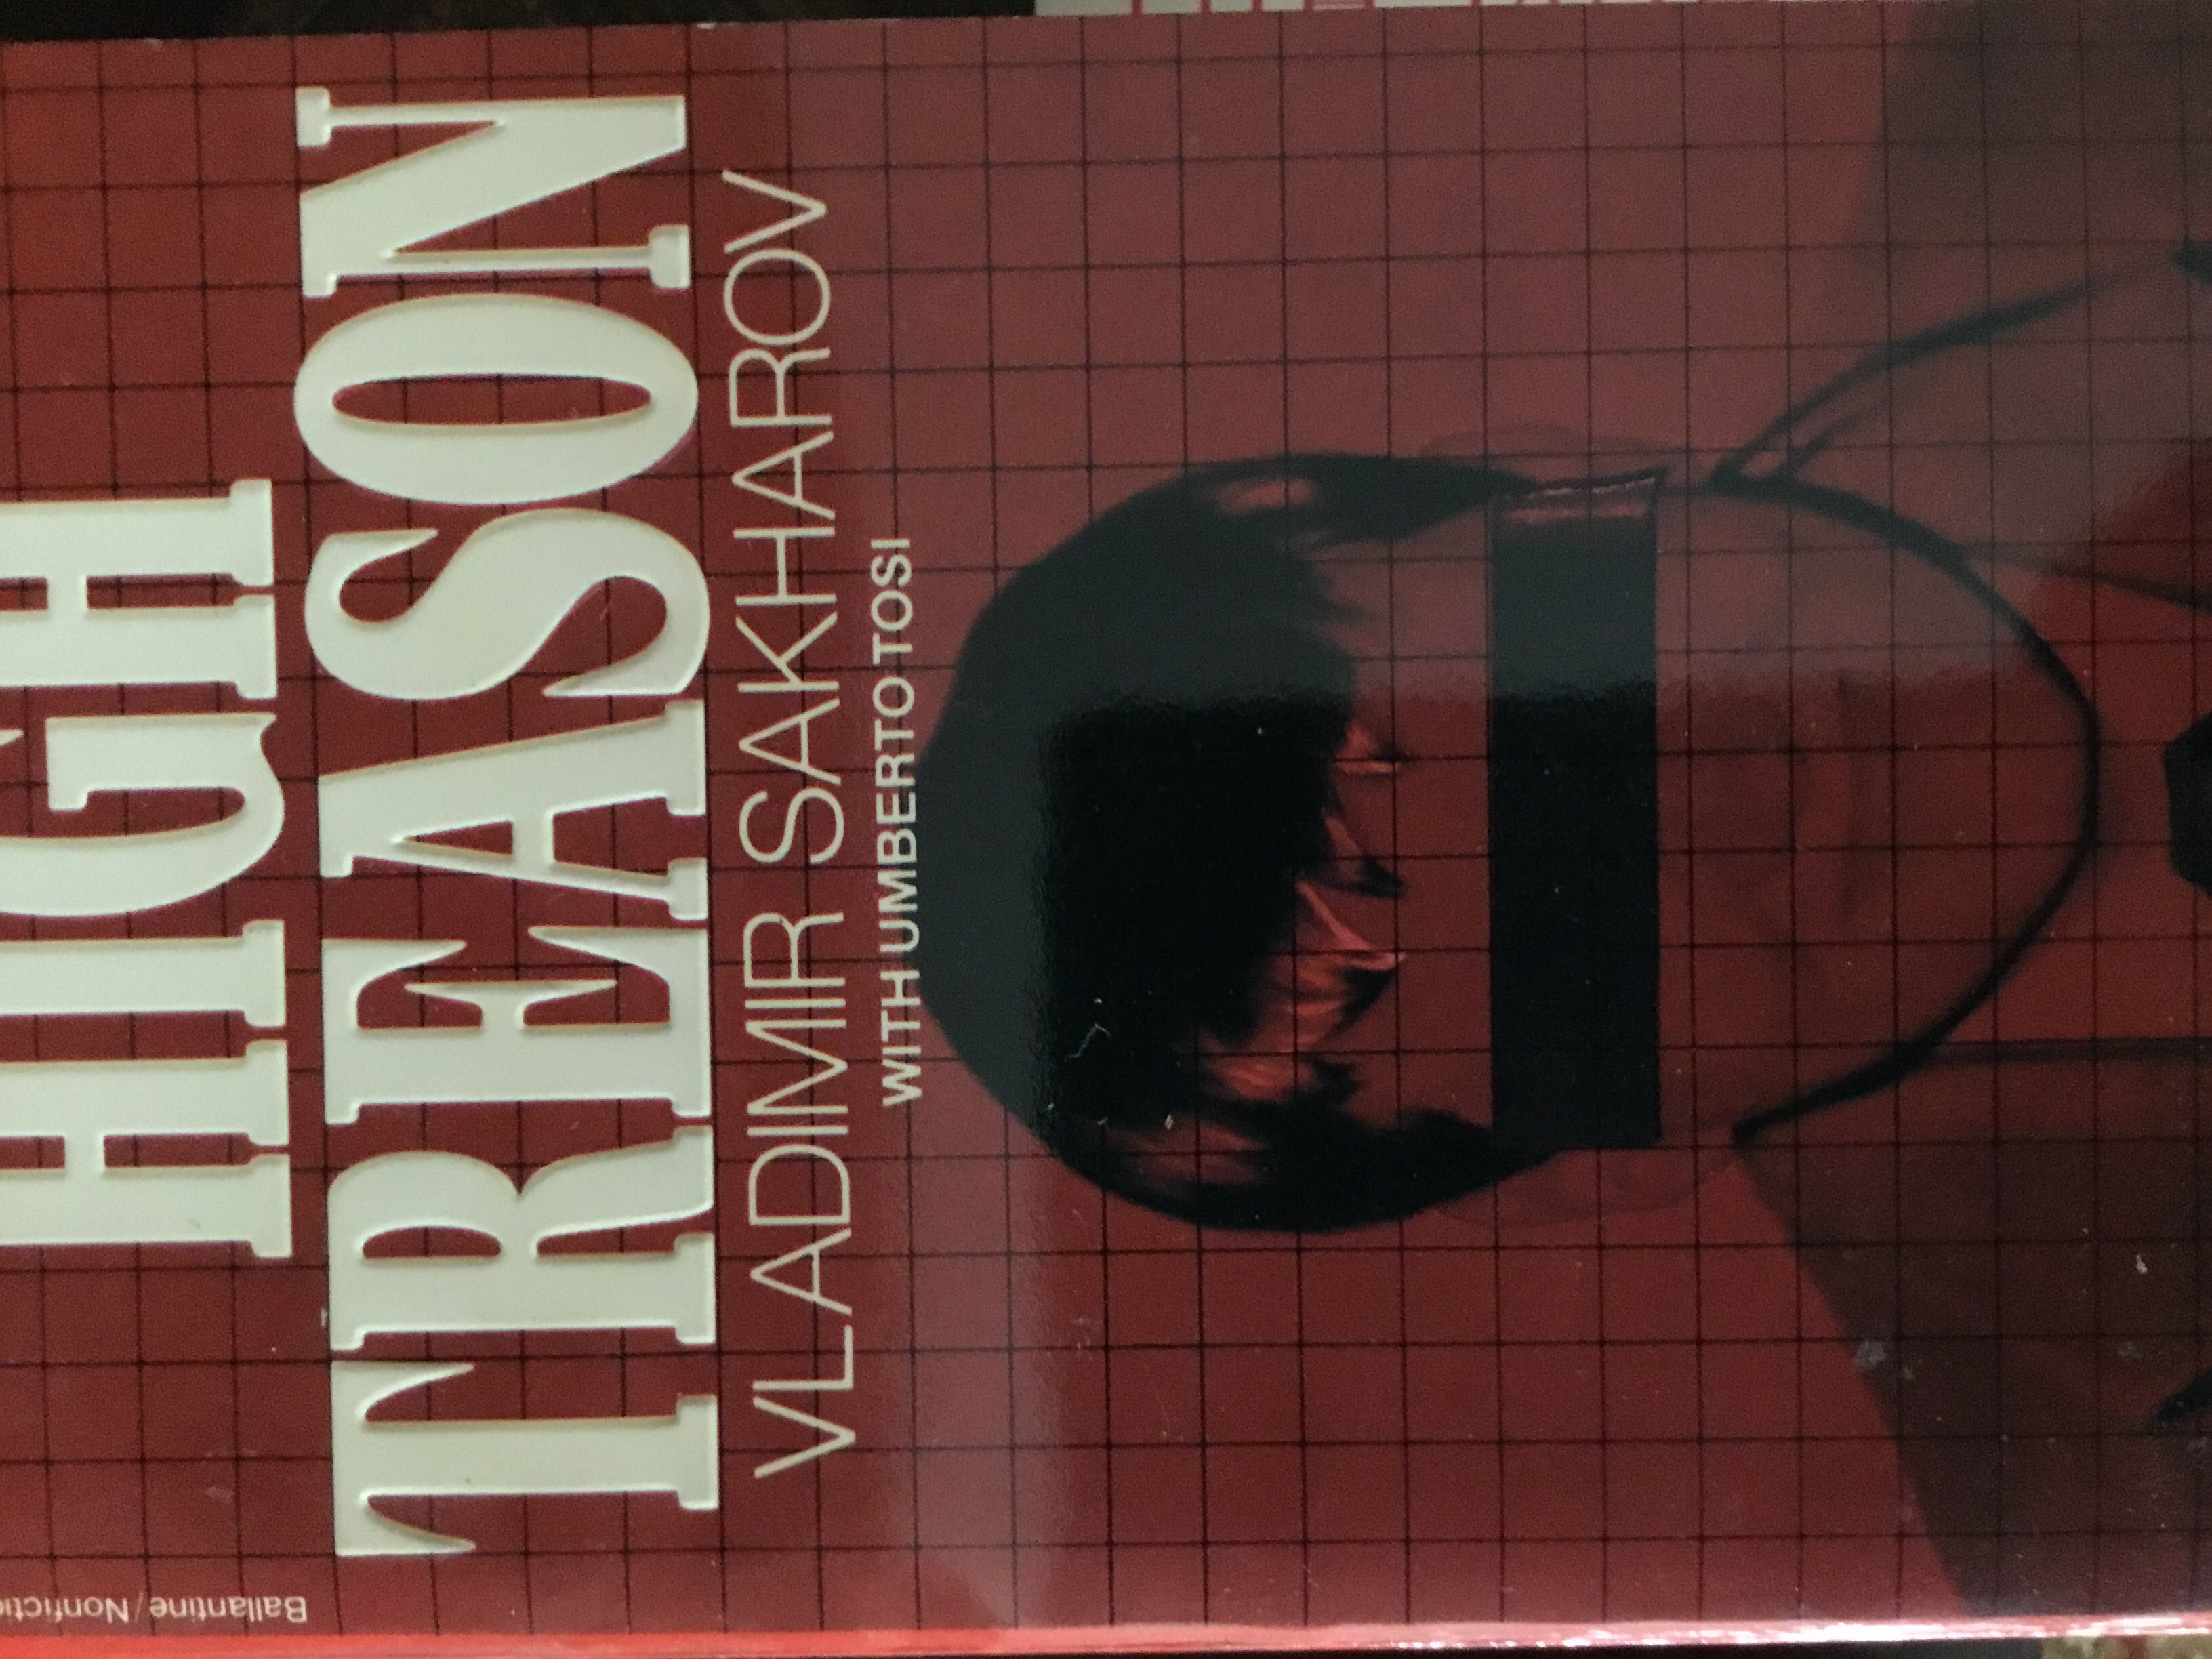 HIGH
TREASON
VLADIMIR SAKHAROV
WITH UMBERTO TOSI
Ballantine/Nonfictio